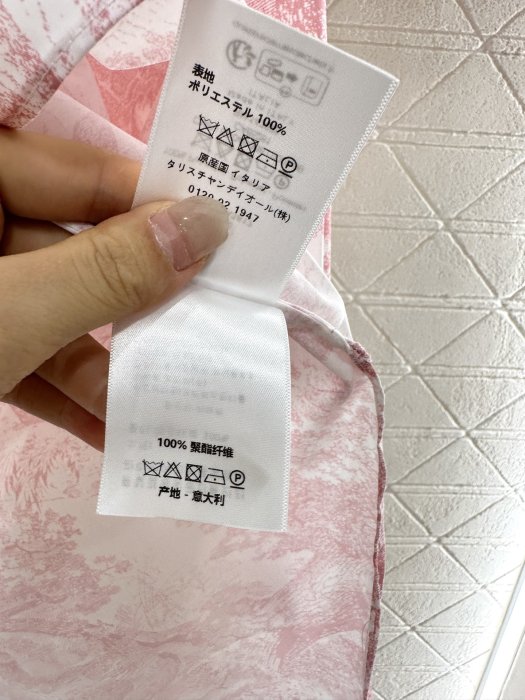 表地
ポリエステル 100%
原産国 イタリア
タリスチャンディオール(株)
0120 02 1947
100% 聚酯纤维
产地 - 意大利